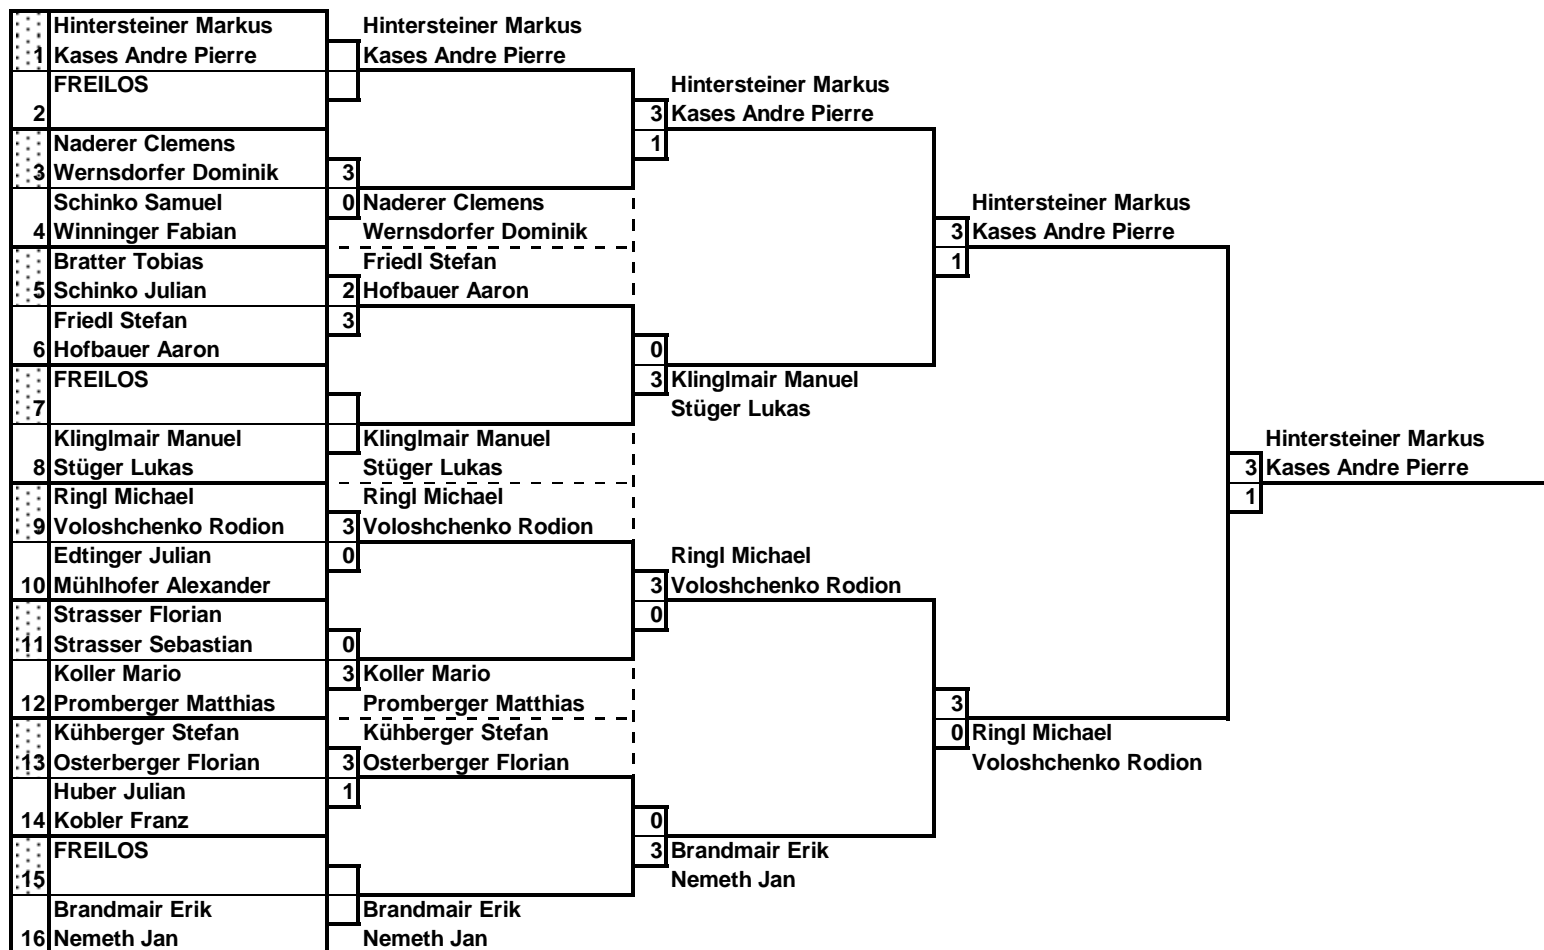 Hintersteiner Markus Hintersteiner Markus
1 Kases Andre Pierre Kases Andre Pierre
FREILOS Hintersteiner Markus
2 3 Kases Andre Pierre
Naderer Clemens 1
3 Wernsdorfer Dominik 3
Schinko Samuel 0 Naderer Clemens Hintersteiner Markus
4 Winninger Fabian Wernsdorfer Dominik 3 Kases Andre Pierre
Bratter Tobias Friedl Stefan 1
5 Schinko Julian 2 Hofbauer Aaron
Friedl Stefan 3
6 Hofbauer Aaron 0
FREILOS 3 Klinglmair Manuel
7 Stüger Lukas
Klinglmair Manuel Klinglmair Manuel Hintersteiner Markus
8 Stüger Lukas Stüger Lukas 3 Kases Andre Pierre
Ringl Michael Ringl Michael 1
9 Voloshchenko Rodion 3 Voloshchenko Rodion
Edtinger Julian 0 Ringl Michael
10 Mühlhofer Alexander 3 Voloshchenko Rodion
Strasser Florian 0
11 Strasser Sebastian 0
Koller Mario 3 Koller Mario
12 Promberger Matthias Promberger Matthias 3
Kühberger Stefan Kühberger Stefan 0 Ringl Michael
13 Osterberger Florian 3 Osterberger Florian Voloshchenko Rodion
Huber Julian 1
14 Kobler Franz 0
FREILOS 3 Brandmair Erik
15 Nemeth Jan
Brandmair Erik Brandmair Erik
16 Nemeth Jan Nemeth Jan